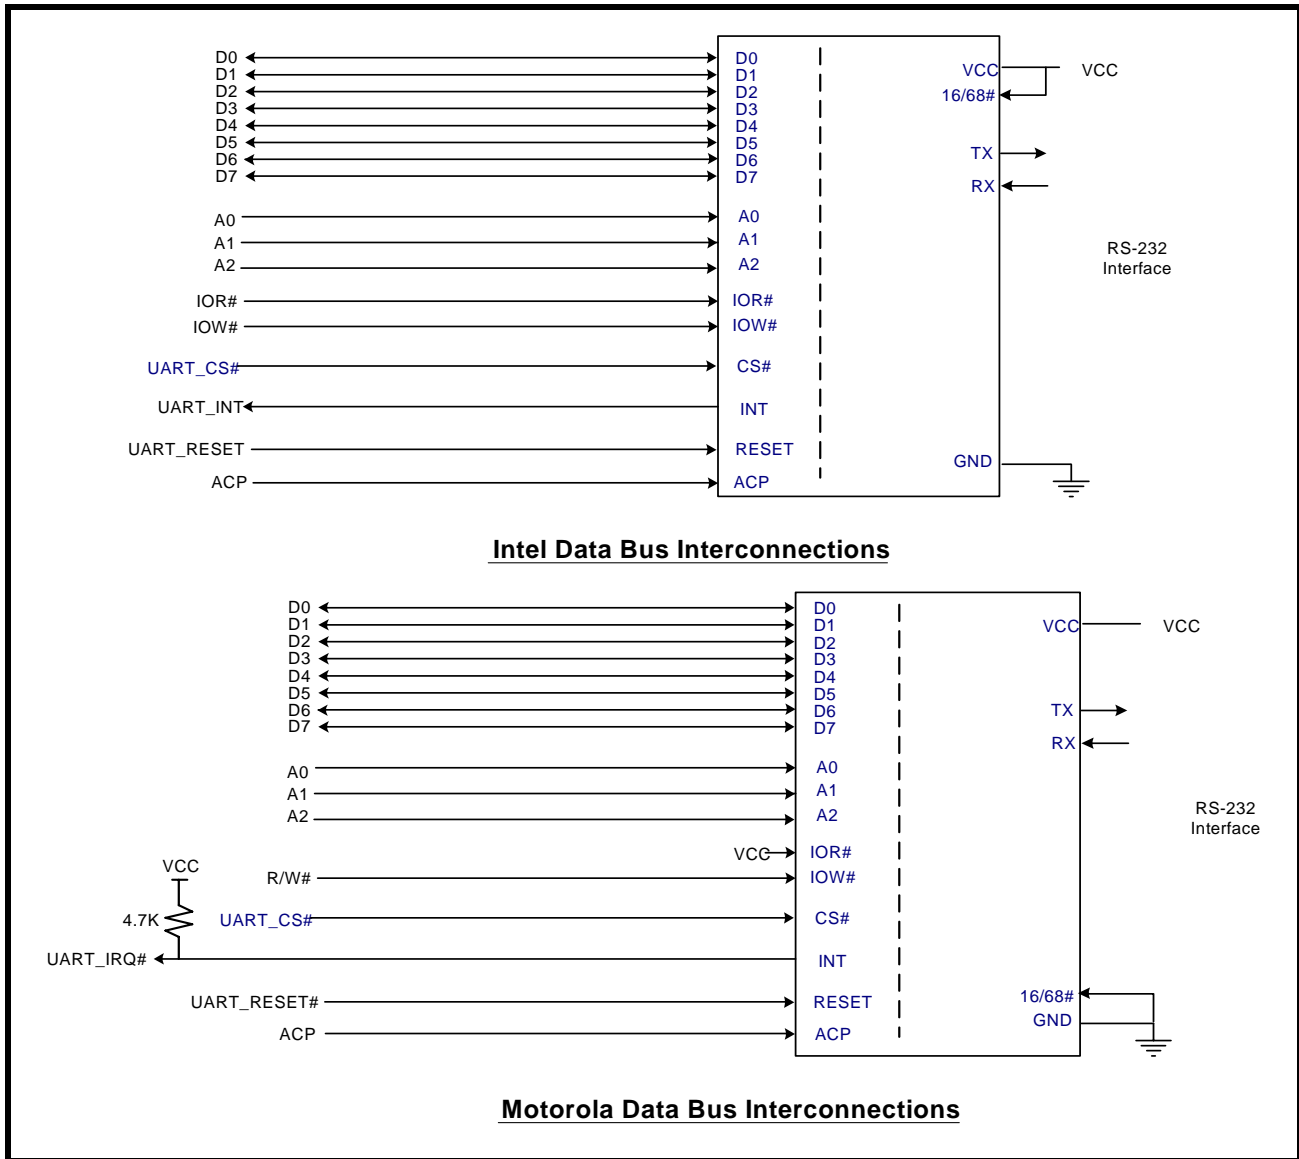 D0 D0
D1 D1 VCC VCC
D2 D2
D3 D3 16/68#
D4 D4
D5 D5
D6 D6 TX
D7 D7 RX
A0 A0
A1 A1 RS-232
A2 A2 Interface
IOR# IOR#
IOW# IOW#
UART_CS# CS#
UART_INT INT
UART_RESET RESET
GND
ACP ACP
Intel Data Bus Interconnections
D0 D0
D1 D1 VCC VCC
D2 D2
D3 D3
D4 D4
D5 D5
D6 D6 TX
D7 D7
RX
A0 A0
A1 A1
A2 A2 RS-232
Interface
VCC IOR#
VCC
R/W# IOW#
4.7K UART_CS# CS#
UART_IRQ# INT
UART_RESET# RESET 16/68#
GND
ACP ACP
Motorola Data Bus Interconnections